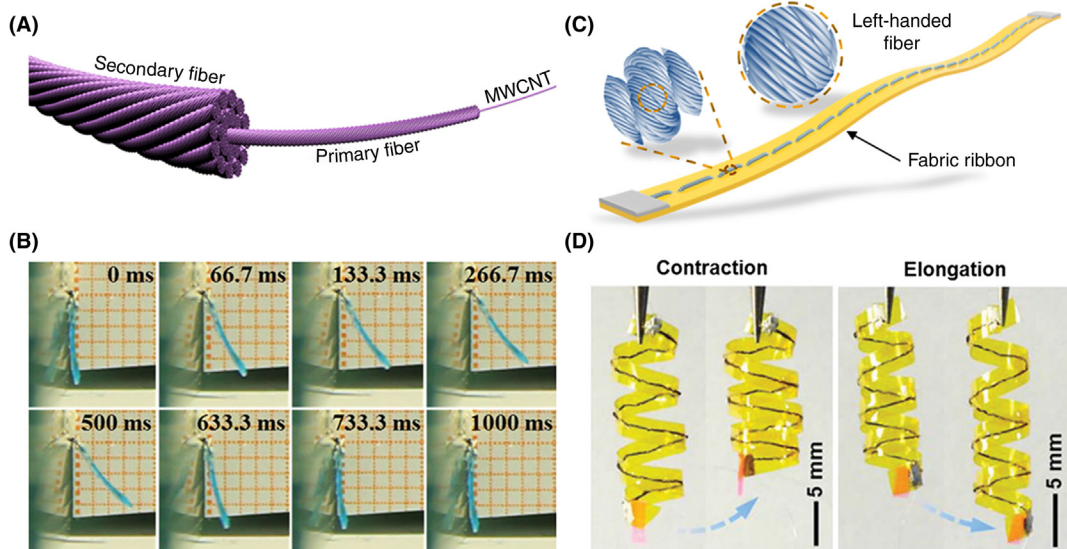 (A)
Secondary fiber
MWCNT
Primary fiber
(C)
Left-handed
fiber
Fabric ribbon
(B)
0 ms
66.7 ms
133.3 ms
266.7 ms
500 ms
633.3 ms
733.3 ms
1000 ms
(D)
Contraction
Elongation
5 mm
5 mm